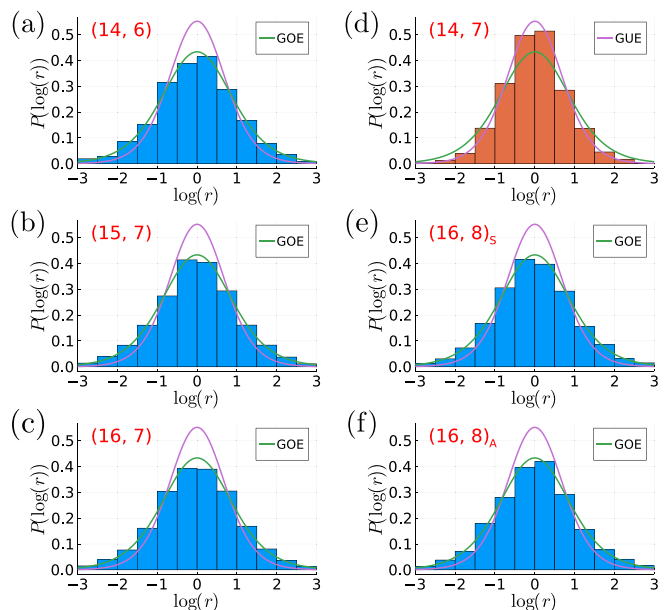 (a)
(14, 6)
GOE
P(log(r))
0.5
0.4
0.3
0.2
0.1
0.0
−3 −2 −1 0 1 2 3
log(r)
(d)
(14, 7)
GUE
P(log(r))
0.5
0.4
0.3
0.2
0.1
0.0
−3 −2 −1 0 1 2 3
log(r)
(b)
(15, 7)
GOE
P(log(r))
0.5
0.4
0.3
0.2
0.1
0.0
−3 −2 −1 0 1 2 3
log(r)
(e)
(16, 8)S
GOE
P(log(r))
0.5
0.4
0.3
0.2
0.1
0.0
−3 −2 −1 0 1 2 3
log(r)
(c)
(16, 7)
GOE
P(log(r))
0.5
0.4
0.3
0.2
0.1
0.0
−3 −2 −1 0 1 2 3
log(r)
(f)
(16, 8)A
GOE
P(log(r))
0.5
0.4
0.3
0.2
0.1
0.0
−3 −2 −1 0 1 2 3
log(r)